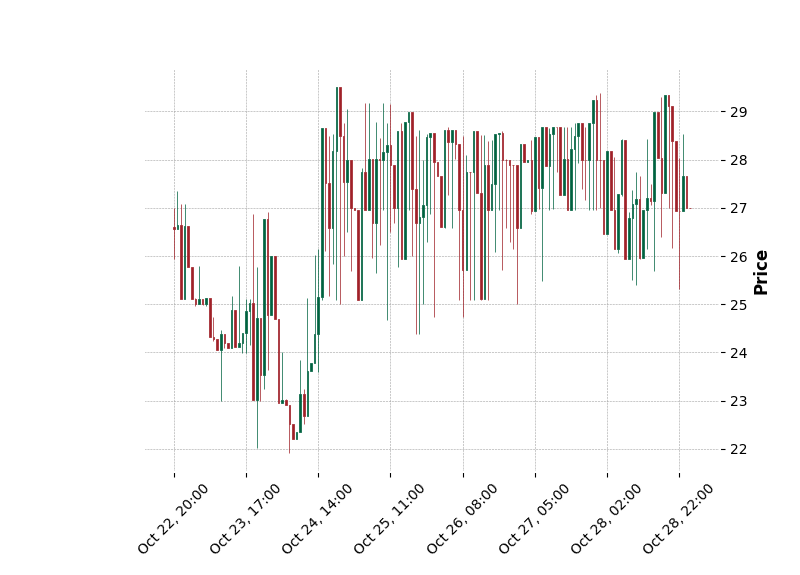 29
28
27
26
25
24
23
22
Price
Oct 22, 20:00
Oct 23, 17:00
Oct 24, 14:00
Oct 25, 11:00
Oct 26, 08:00
Oct 27, 05:00
Oct 28, 02:00
Oct 28, 22:00